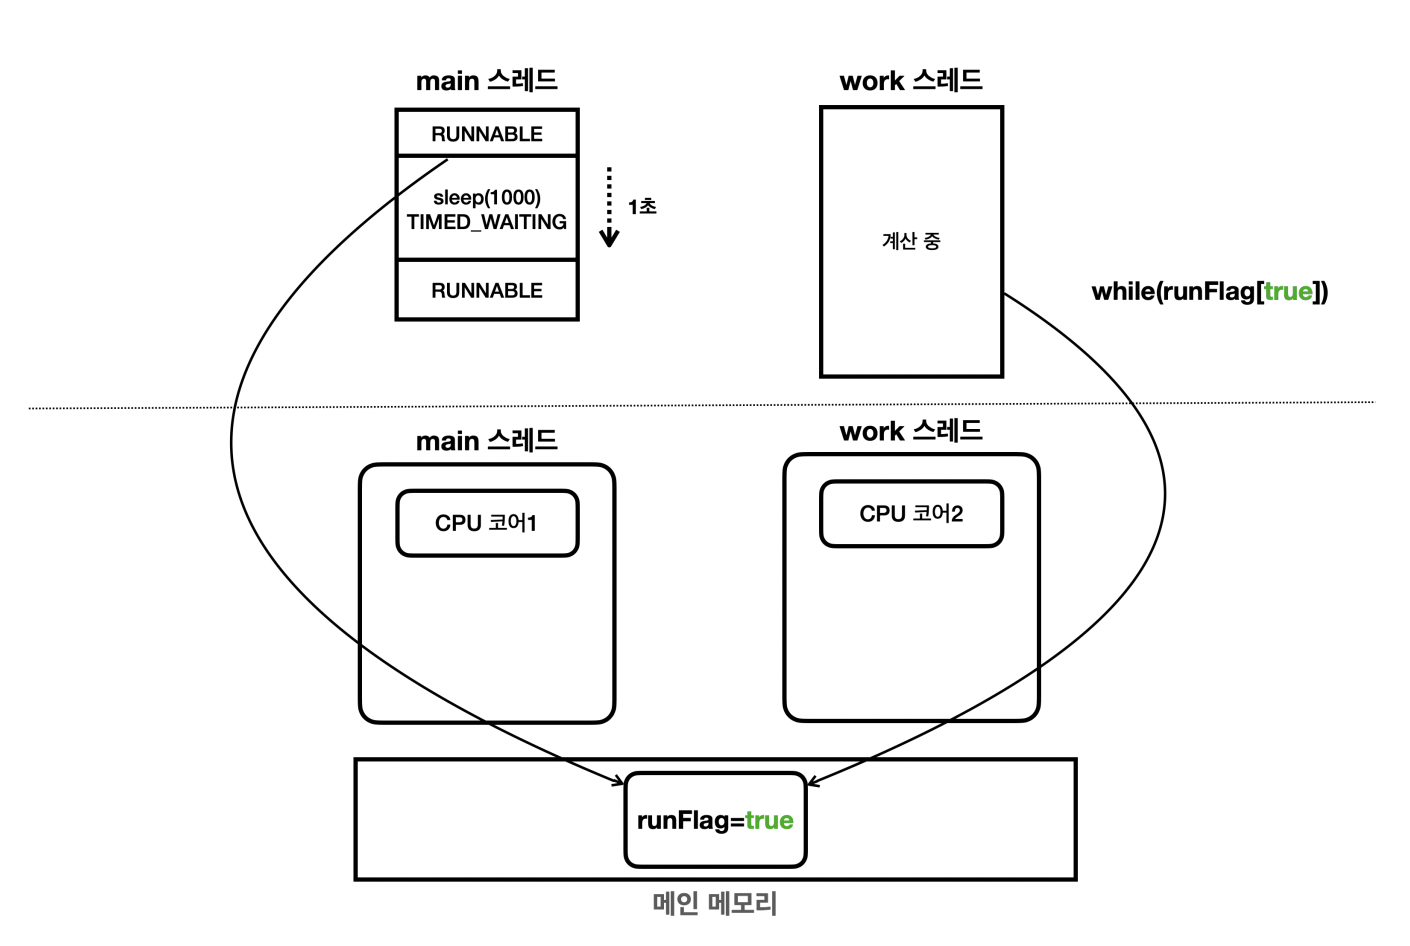 main 스레드
work 스레드
RUNNABLE
sleep(1000)
TIMED_WAITING
1초
RUNNABLE
계산 중
while(runFlag[true])
main 스레드
work 스레드
CPU 코어1
CPU 코어2
runFlag=true
메인 메모리